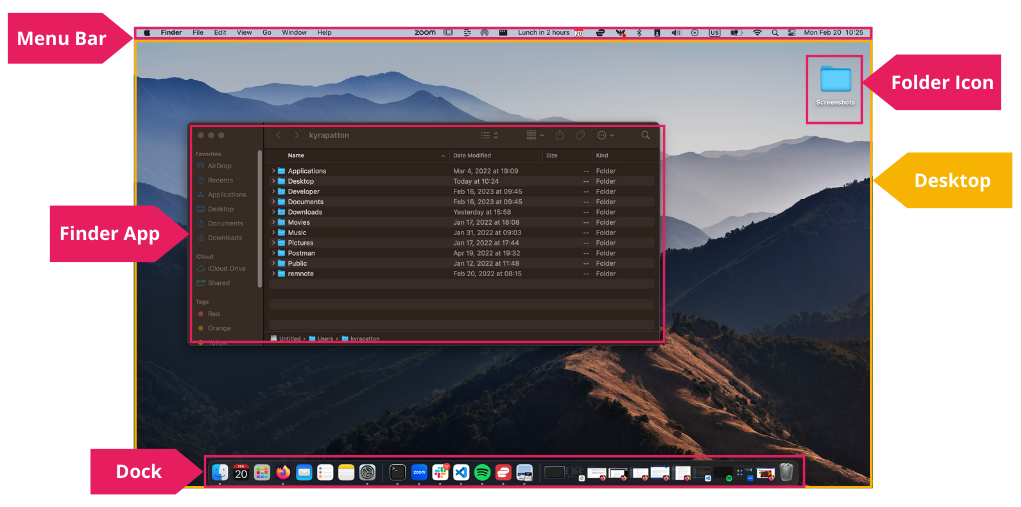 Menu Bar
Finder File Edit View Go Window Help
zoom Lunch in 2 hours 20 US Mon Feb 20 10:25
Folder Icon
Screenshots
Desktop
Finder App
kyrapatton
Favorites
AirDrop
Recents
Applications
Desktop
Documents
Downloads
iCloud
iCloud Drive
Shared
Tags
Red
Orange
Yellow
Name Date Modified Size Kind
Applications Mar 4, 2022 at 19:09 -- Folder
Desktop Today at 10:24 -- Folder
Developer Feb 16, 2023 at 09:45 -- Folder
Documents Feb 16, 2023 at 09:45 -- Folder
Downloads Yesterday at 15:58 -- Folder
Movies Jan 17, 2022 at 18:08 -- Folder
Music Jan 31, 2022 at 09:03 -- Folder
Pictures Jan 17, 2022 at 17:44 -- Folder
Postman Apr 19, 2022 at 19:32 -- Folder
Public Jan 12, 2022 at 11:48 -- Folder
remnote Feb 20, 2022 at 08:15 -- Folder
Untitled › Users › kyrapatton
Dock
FEB
20
zoom